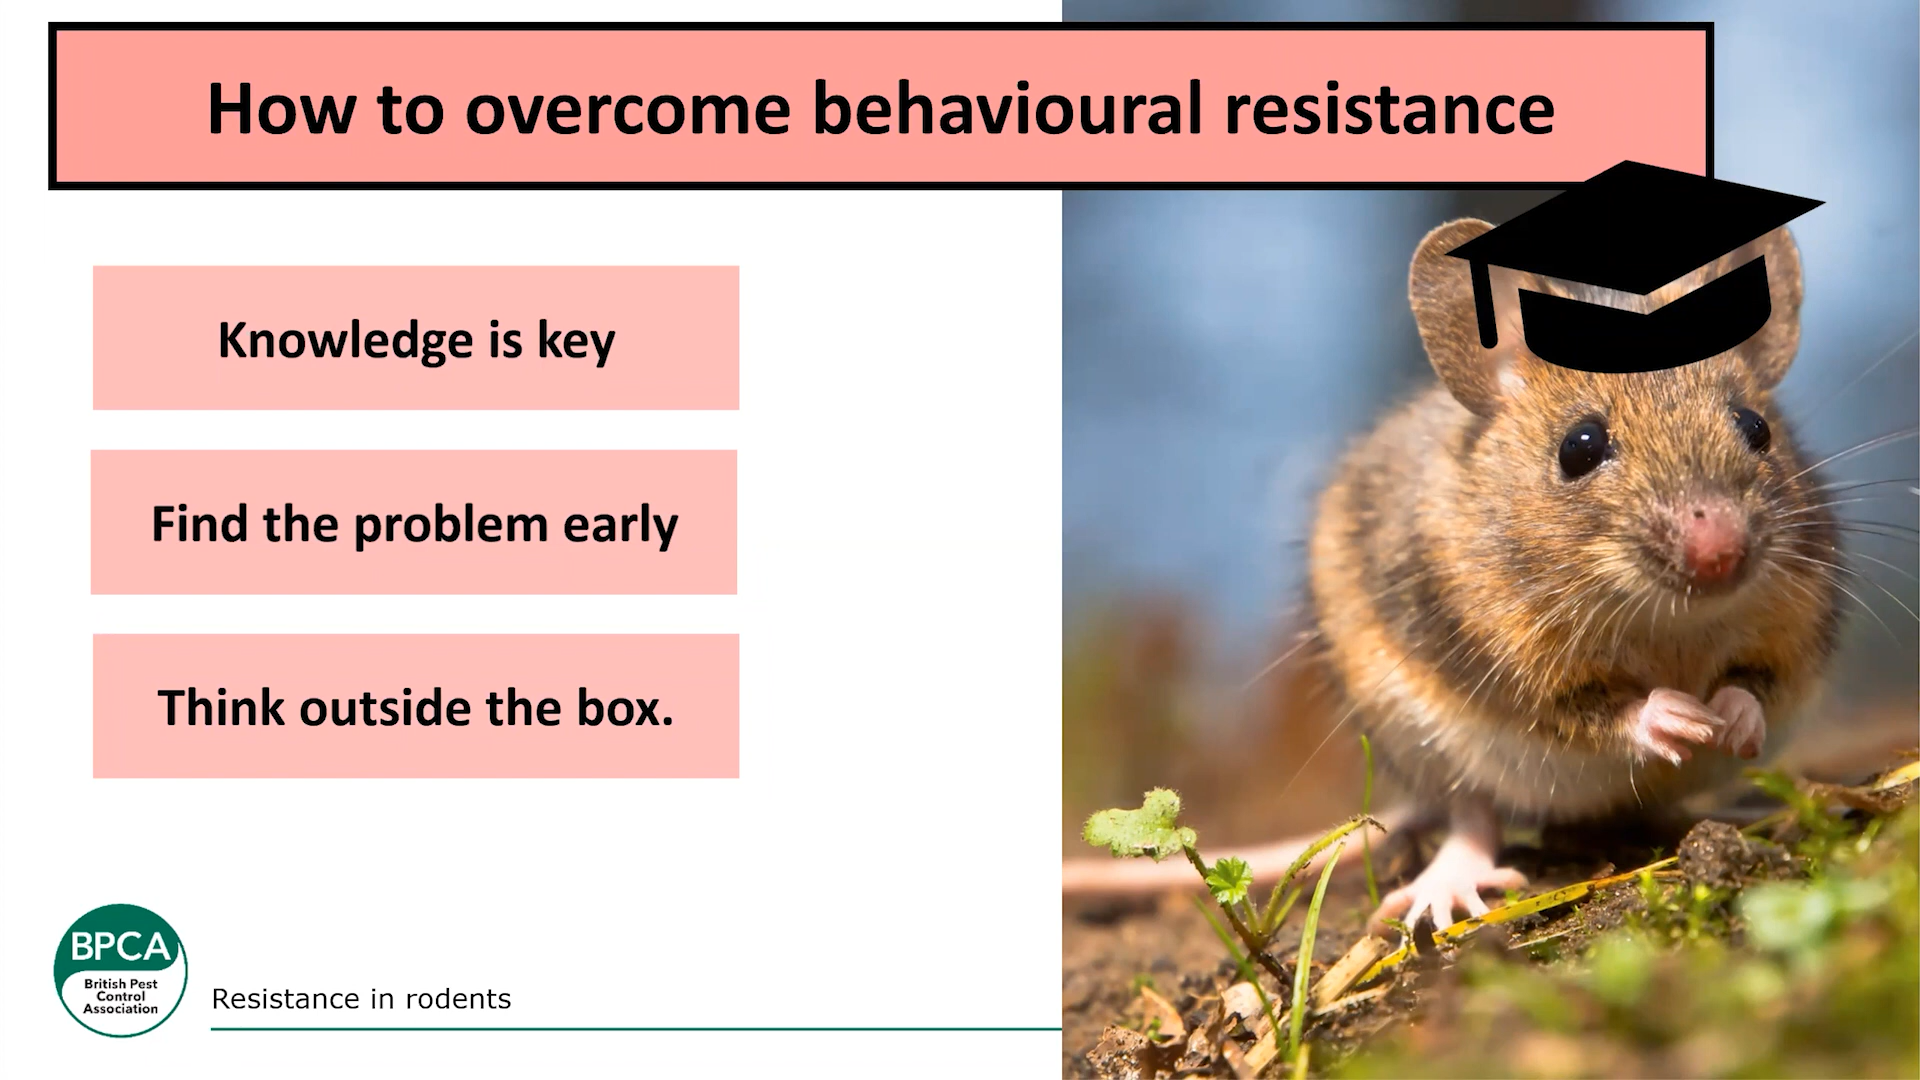 How to overcome behavioural resistance
Knowledge is key
Find the problem early
Think outside the box.
BPCA
British Pest
Control
Association
Resistance in rodents